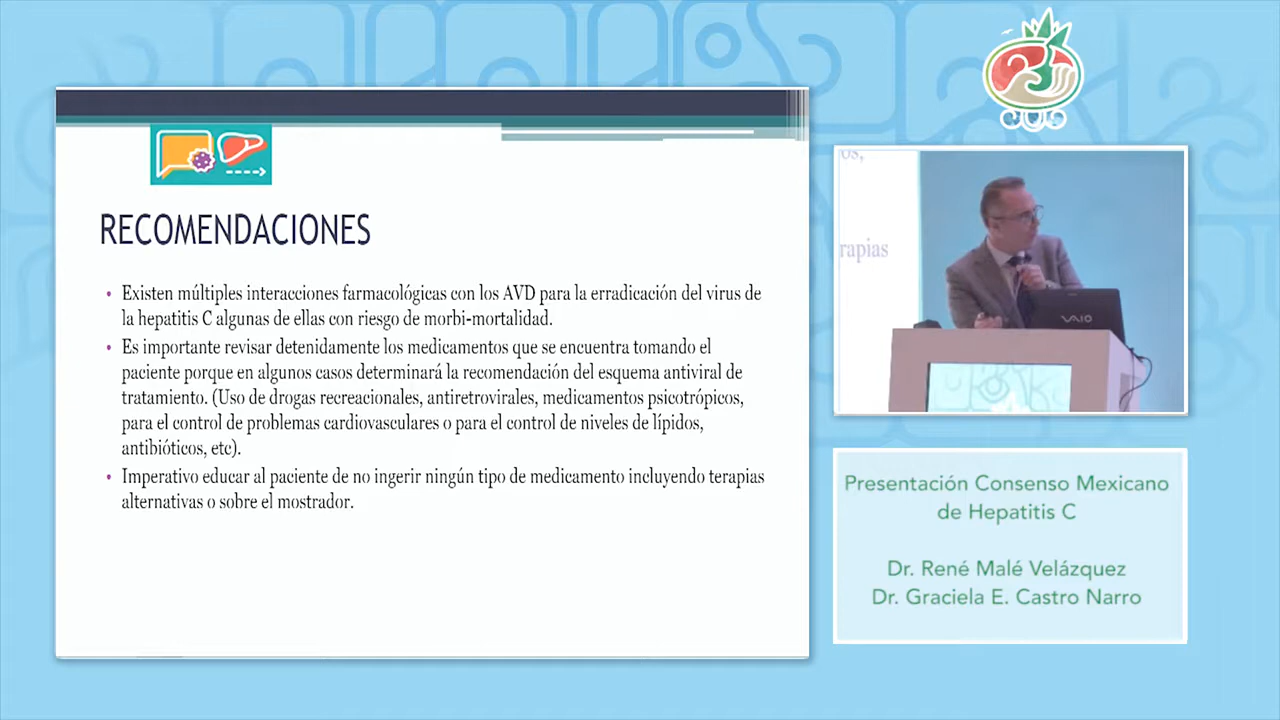 RECOMENDACIONES
• Existen múltiples interacciones farmacológicas con los AVD para la erradicación del virus de
la hepatitis C algunas de ellas con riesgo de morbi-mortalidad.
• Es importante revisar detenidamente los medicamentos que se encuentra tomando el
paciente porque en algunos casos determinará la recomendación del esquema antiviral de
tratamiento. (Uso de drogas recreacionales, antiretrovirales, medicamentos psicotrópicos,
para el control de problemas cardiovasculares o para el control de niveles de lípidos,
antibióticos, etc).
• Imperativo educar al paciente de no ingerir ningún tipo de medicamento incluyendo terapias
alternativas o sobre el mostrador.
os,
rapias
VAIO
Presentación Consenso Mexicano
de Hepatitis C
Dr. René Malé Velázquez
Dr. Graciela E. Castro Narro